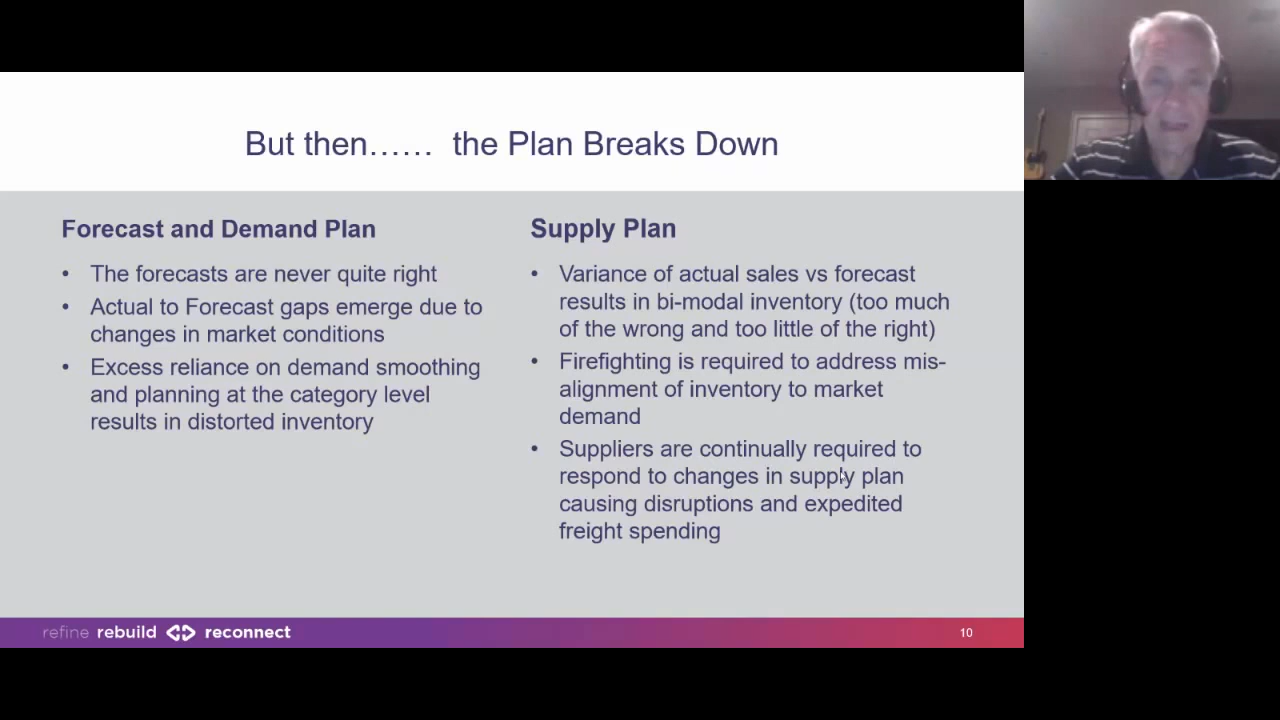 But then...... the Plan Breaks Down
Forecast and Demand Plan
• The forecasts are never quite right
• Actual to Forecast gaps emerge due to
changes in market conditions
• Excess reliance on demand smoothing
and planning at the category level
results in distorted inventory
Supply Plan
• Variance of actual sales vs forecast
results in bi-modal inventory (too much
of the wrong and too little of the right)
• Firefighting is required to address mis-
alignment of inventory to market
demand
• Suppliers are continually required to
respond to changes in supply plan
causing disruptions and expedited
freight spending
refine rebuild reconnect
10